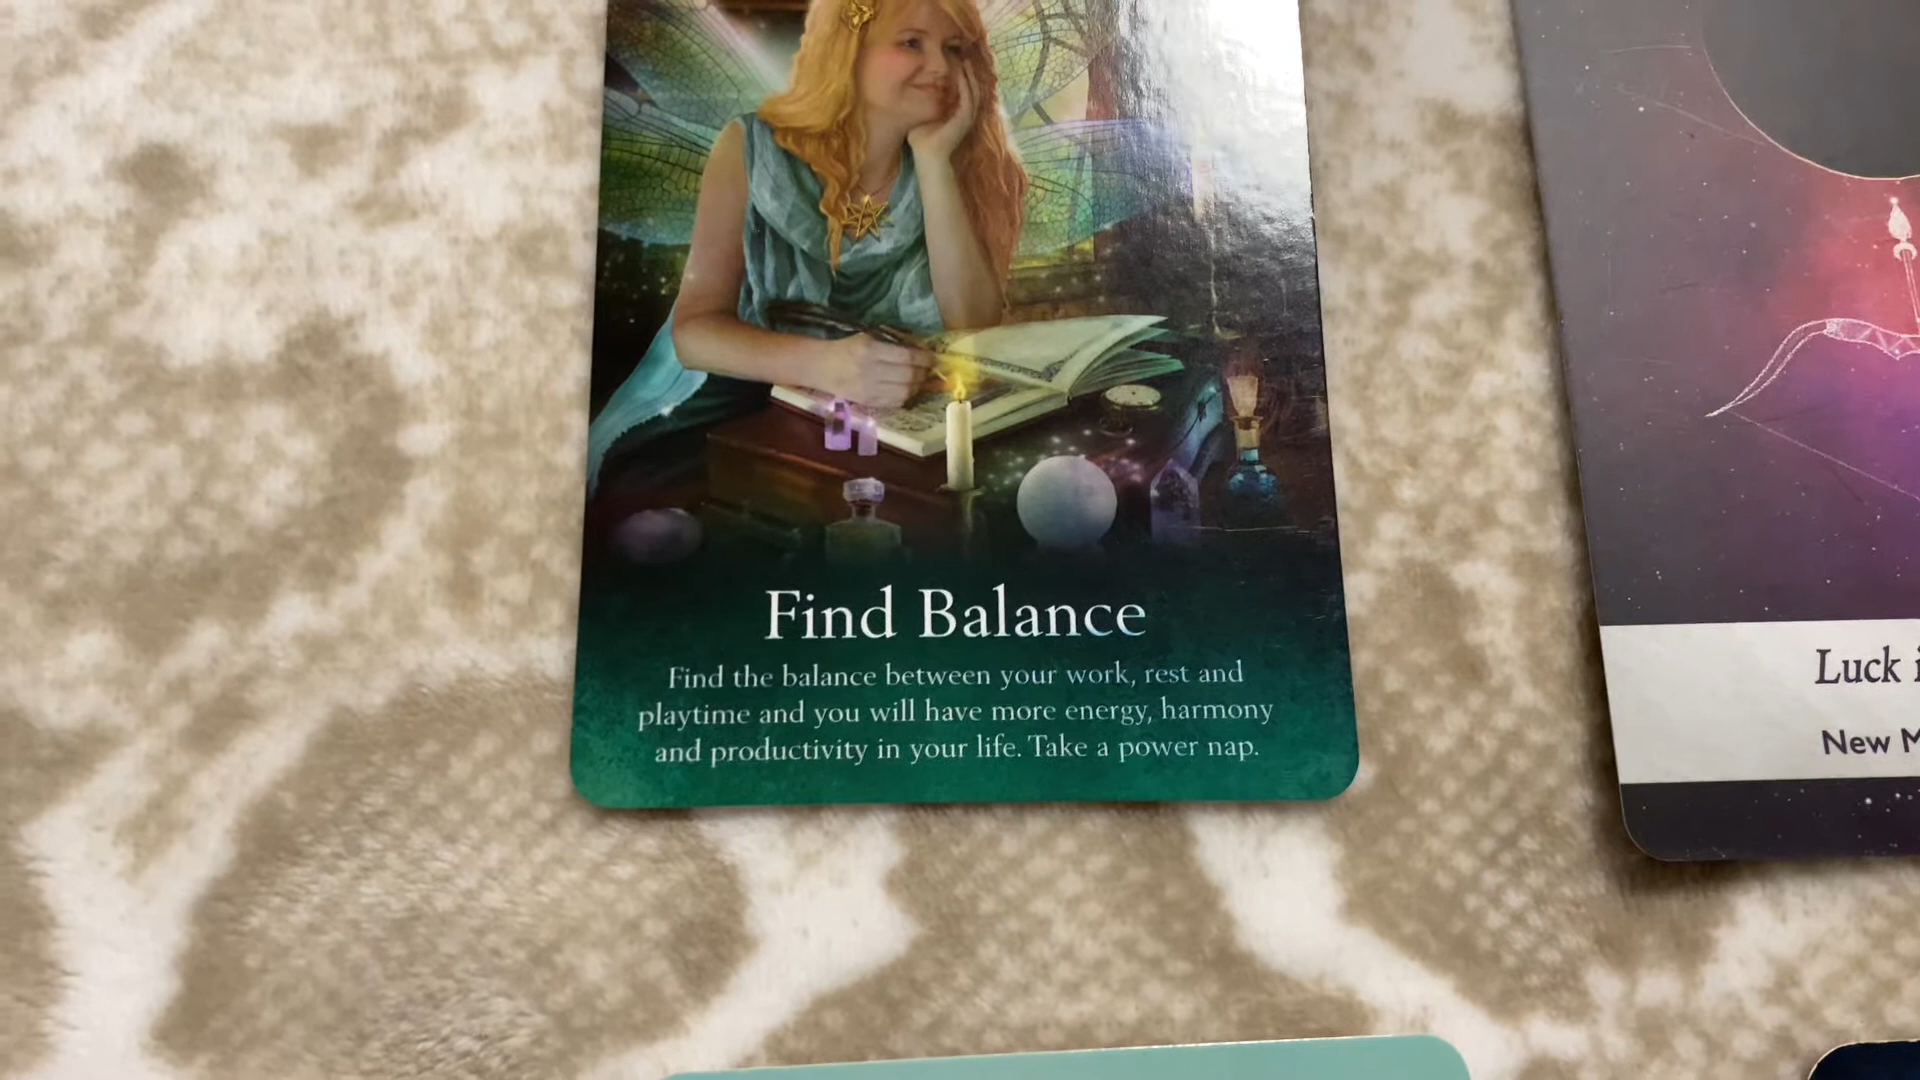 Find Balance
Find the balance between your work, rest and
playtime and you will have more energy, harmony
and productivity in your life. Take a power nap.
Luck
New